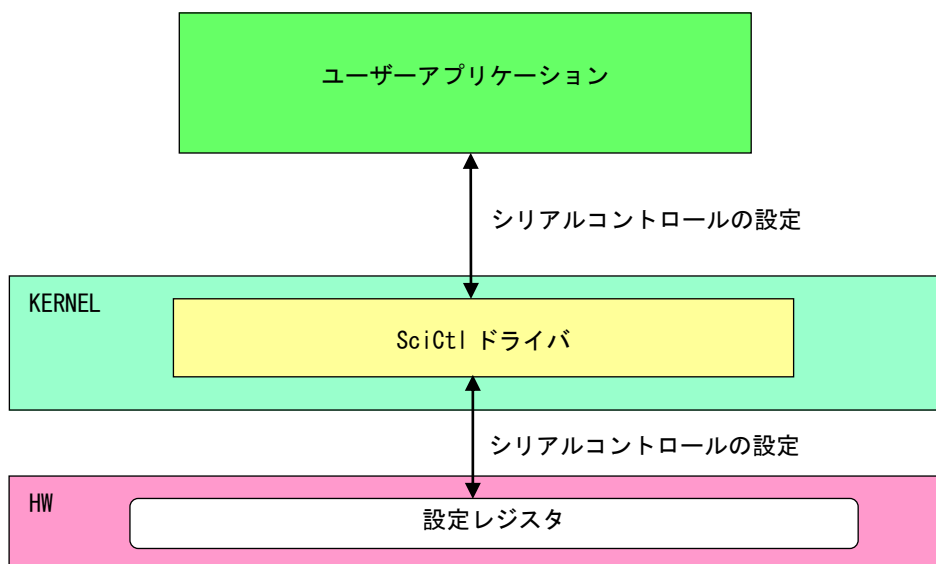 ユーザーアプリケーション
シリアルコントロールの設定
KERNEL
SciCtl ドライバ
シリアルコントロールの設定
HW
設定レジスタ